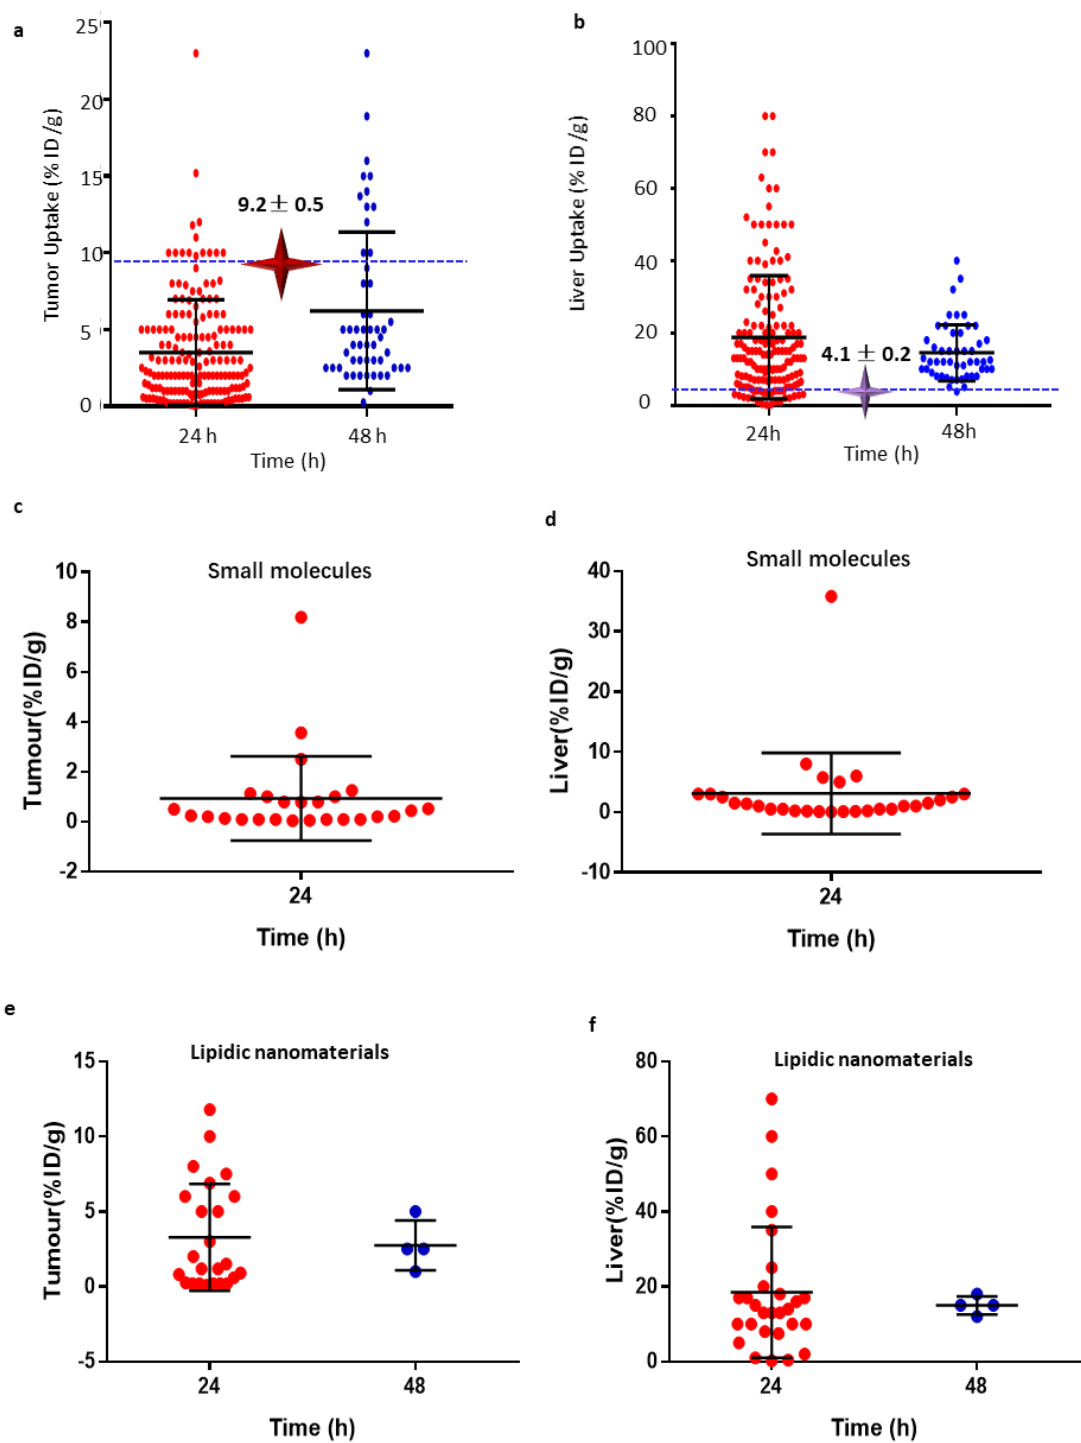 a
Tumor Uptake (% ID /g)
25
20
15
10
5
0
9.2 ± 0.5
24 h
48 h
Time (h)
b
Liver Uptake (% ID /g)
100
80
60
40
20
0
4.1 ± 0.2
24h
48h
Time (h)
c
Small molecules
Tumour(%ID/g)
10
8
6
4
2
0
-2
24
Time (h)
d
Small molecules
Liver(%ID/g)
40
30
20
10
0
-10
24
Time (h)
e
Lipidic nanomaterials
Tumour(%ID/g)
15
10
5
0
-5
24
48
Time (h)
f
Lipidic nanomaterials
Liver(%ID/g)
80
60
40
20
0
24
48
Time (h)